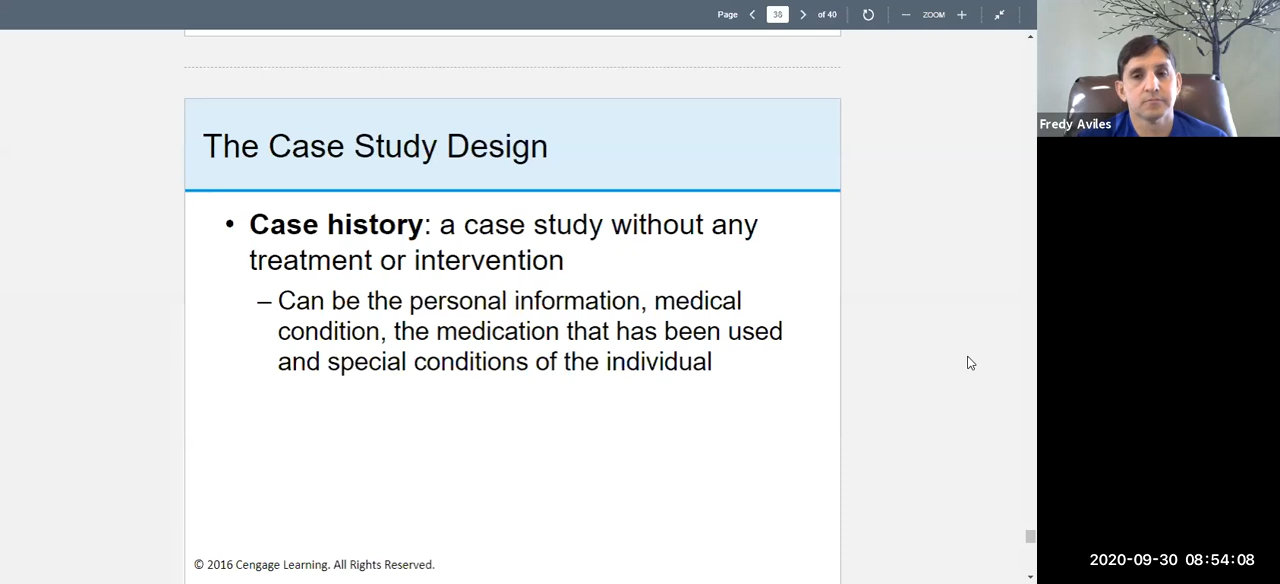 Page 38 of 40 ZOOM
Fredy Aviles
The Case Study Design
• Case history: a case study without any
treatment or intervention
– Can be the personal information, medical
condition, the medication that has been used
and special conditions of the individual
© 2016 Cengage Learning. All Rights Reserved.
2020-09-30 08:54:08